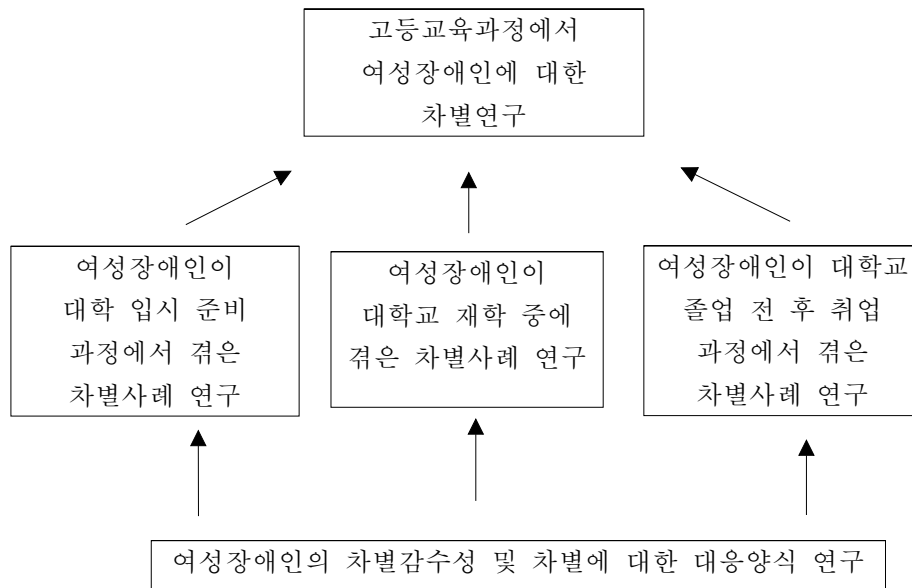 고등교육과정에서
여성장애인에 대한
차별연구
여성장애인이
대학 입시 준비
과정에서 겪은
차별사례 연구
여성장애인이
대학교 재학 중에
겪은 차별사례 연구
여성장애인이 대학교
졸업 전 후 취업
과정에서 겪은
차별사례 연구
여성장애인의 차별감수성 및 차별에 대한 대응양식 연구